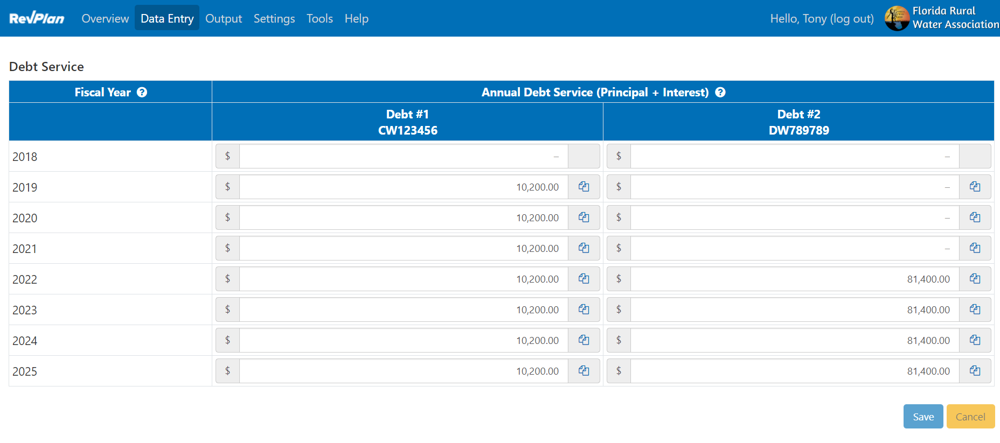 RevPlan Overview Data Entry Output Settings Tools Help Hello, Tony (log out) Florida Rural
Water Association
Debt Service
Fiscal Year ? Annual Debt Service (Principal + Interest) ?
Debt #1 Debt #2
CW123456 DW789789
2018 $ – $ –
2019 $ 10,200.00 $ –
2020 $ 10,200.00 $ –
2021 $ 10,200.00 $ –
2022 $ 10,200.00 $ 81,400.00
2023 $ 10,200.00 $ 81,400.00
2024 $ 10,200.00 $ 81,400.00
2025 $ 10,200.00 $ 81,400.00
Save Cancel